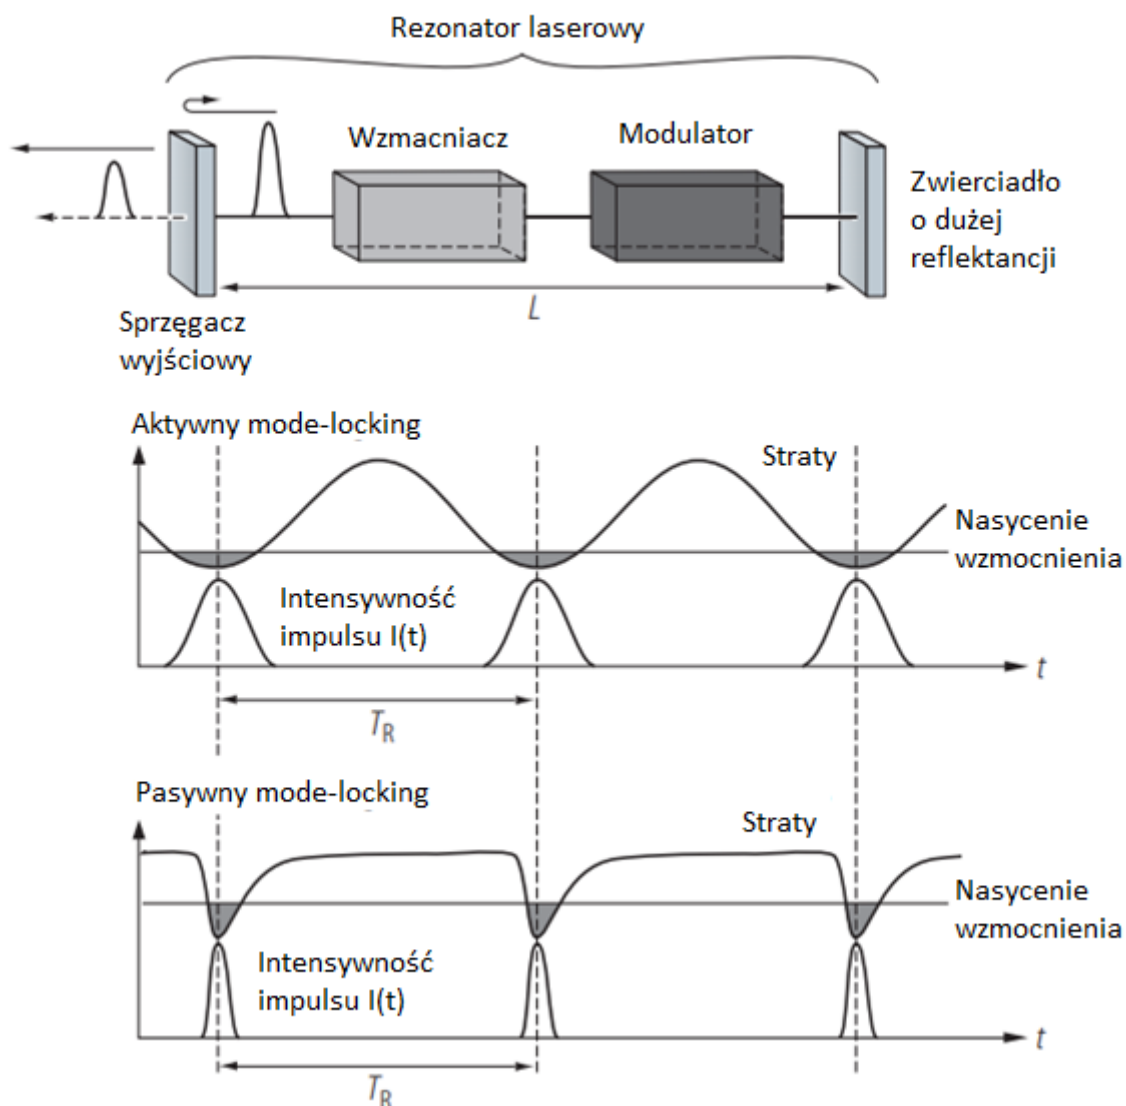 Rezonator laserowy
Wzmacniacz
Modulator
Zwierciadło
o dużej
reflektancji
L
Sprzęgacz
wyjściowy
Aktywny mode-locking
Straty
Nasycenie
wzmocnienia
Intensywność
impulsu I(t)
t
T_R
Pasywny mode-locking
Straty
Nasycenie
wzmocnienia
Intensywność
impulsu I(t)
t
T_R